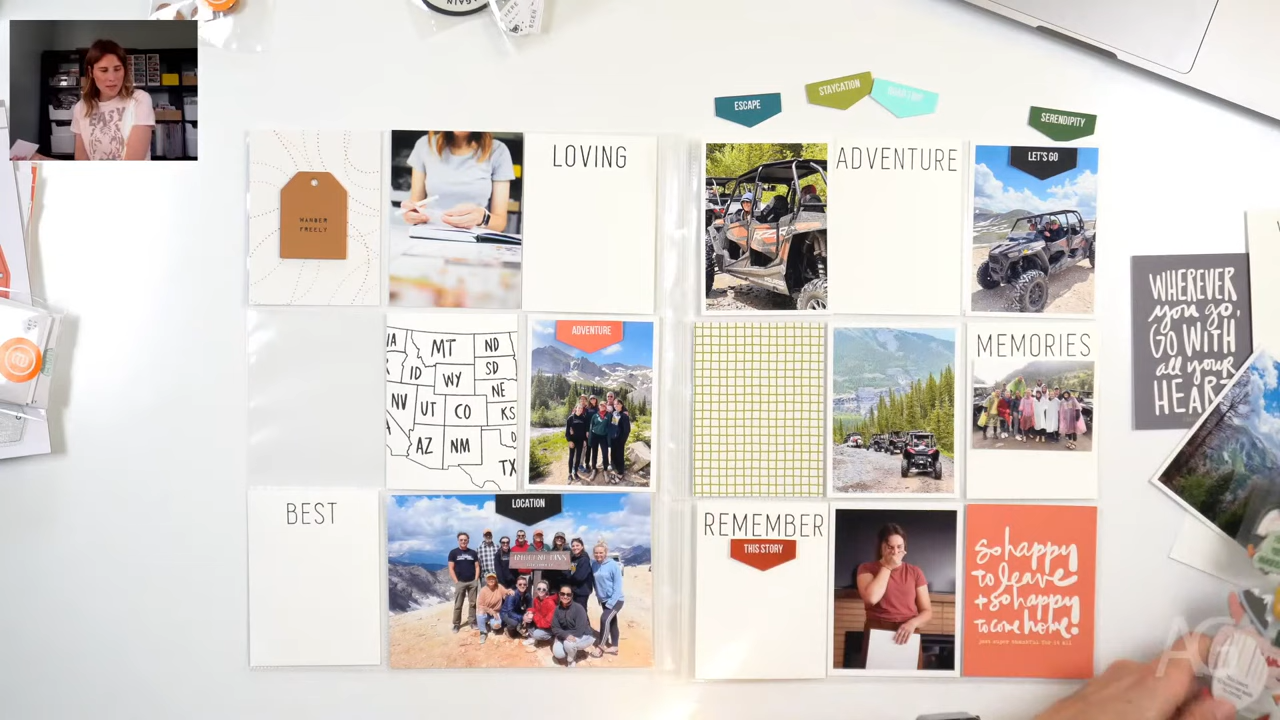 ESCAPE
STAYCATION
SERENDIPITY
WANDER
FREELY
LOVING
ADVENTURE
LET'S GO
MT
ND
ID
SD
WY
NE
NV
UT
CO
KS
AZ
NM
TX
ADVENTURE
MEMORIES
WHEREVER
you go,
GO WITH
all your
HEART
BEST
LOCATION
REMEMBER
THIS STORY
so happy
to leave
+ so happy
to come home!
AG